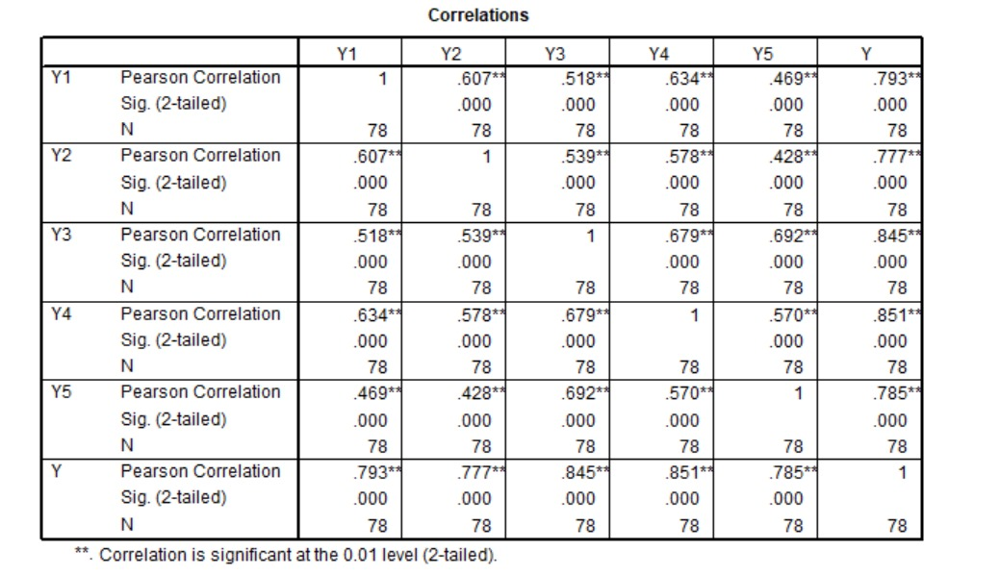 Correlations
Y1 Y2 Y3 Y4 Y5 Y
Y1 Pearson Correlation 1 .607** .518** .634** .469** .793**
Sig. (2-tailed) .000 .000 .000 .000 .000
N 78 78 78 78 78 78
Y2 Pearson Correlation .607** 1 .539** .578** .428** .777**
Sig. (2-tailed) .000 .000 .000 .000 .000
N 78 78 78 78 78 78
Y3 Pearson Correlation .518** .539** 1 .679** .692** .845**
Sig. (2-tailed) .000 .000 .000 .000 .000
N 78 78 78 78 78 78
Y4 Pearson Correlation .634** .578** .679** 1 .570** .851**
Sig. (2-tailed) .000 .000 .000 .000 .000
N 78 78 78 78 78 78
Y5 Pearson Correlation .469** .428** .692** .570** 1 .785**
Sig. (2-tailed) .000 .000 .000 .000 .000
N 78 78 78 78 78 78
Y Pearson Correlation .793** .777** .845** .851** .785** 1
Sig. (2-tailed) .000 .000 .000 .000 .000
N 78 78 78 78 78 78
**. Correlation is significant at the 0.01 level (2-tailed).